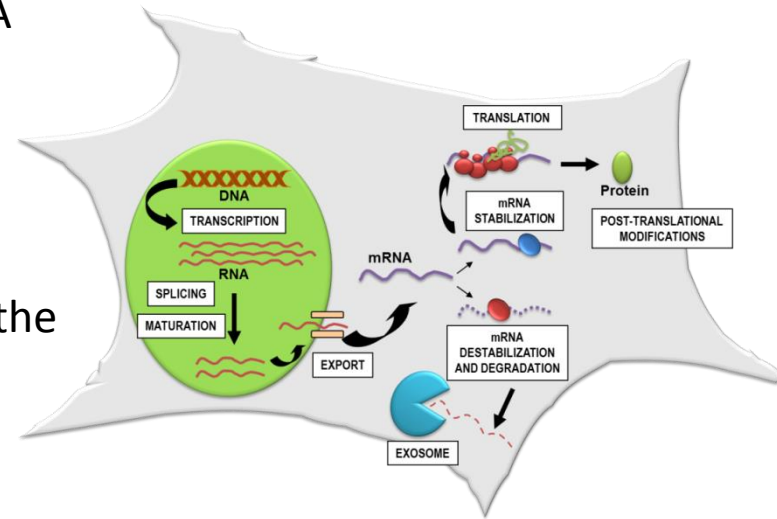 A
the
DNA
TRANSCRIPTION
RNA
SPLICING
MATURATION
EXPORT
mRNA
TRANSLATION
Protein
mRNA
STABILIZATION
POST-TRANSLATIONAL
MODIFICATIONS
mRNA
DESTABILIZATION
AND DEGRADATION
EXOSOME